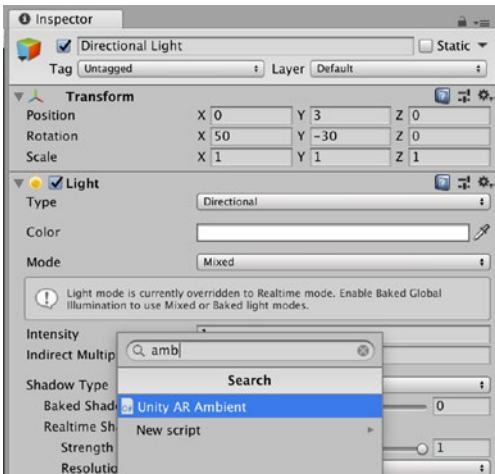 Inspector
Directional Light Static
Tag Untagged Layer Default
Transform
Position X 0 Y 3 Z 0
Rotation X 50 Y -30 Z 0
Scale X 1 Y 1 Z 1
Light
Type Directional
Color
Mode Mixed
Light mode is currently overridden to Realtime mode. Enable Baked Global
Illumination to use Mixed or Baked light modes.
Intensity
Indirect Multip
amb
Search
Shadow Type
Baked Shad 0
Unity AR Ambient
Realtime Sh
New script
Strength 1
Resolutio